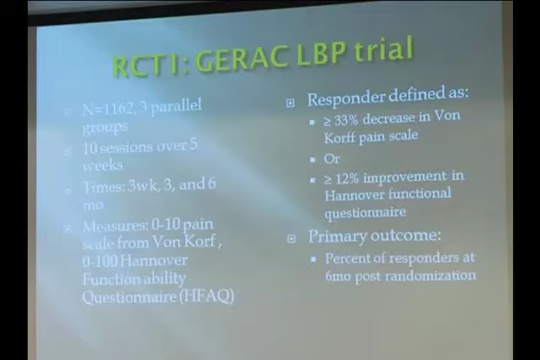 RCT1: GERAC LBP trial
N=1162, 3 parallel
groups
10 sessions over 5
weeks
Times: 3wk, 3, and 6
mo
Measures: 0-10 pain
scale from Von Korf ,
0-100 Hannover
Function ability
Questionnaire (HFAQ)
Responder defined as:
≥ 33% decrease in Von
Korff pain scale
Or
≥ 12% improvement in
Hannover functional
questionnaire
Primary outcome:
Percent of responders at
6mo post randomization